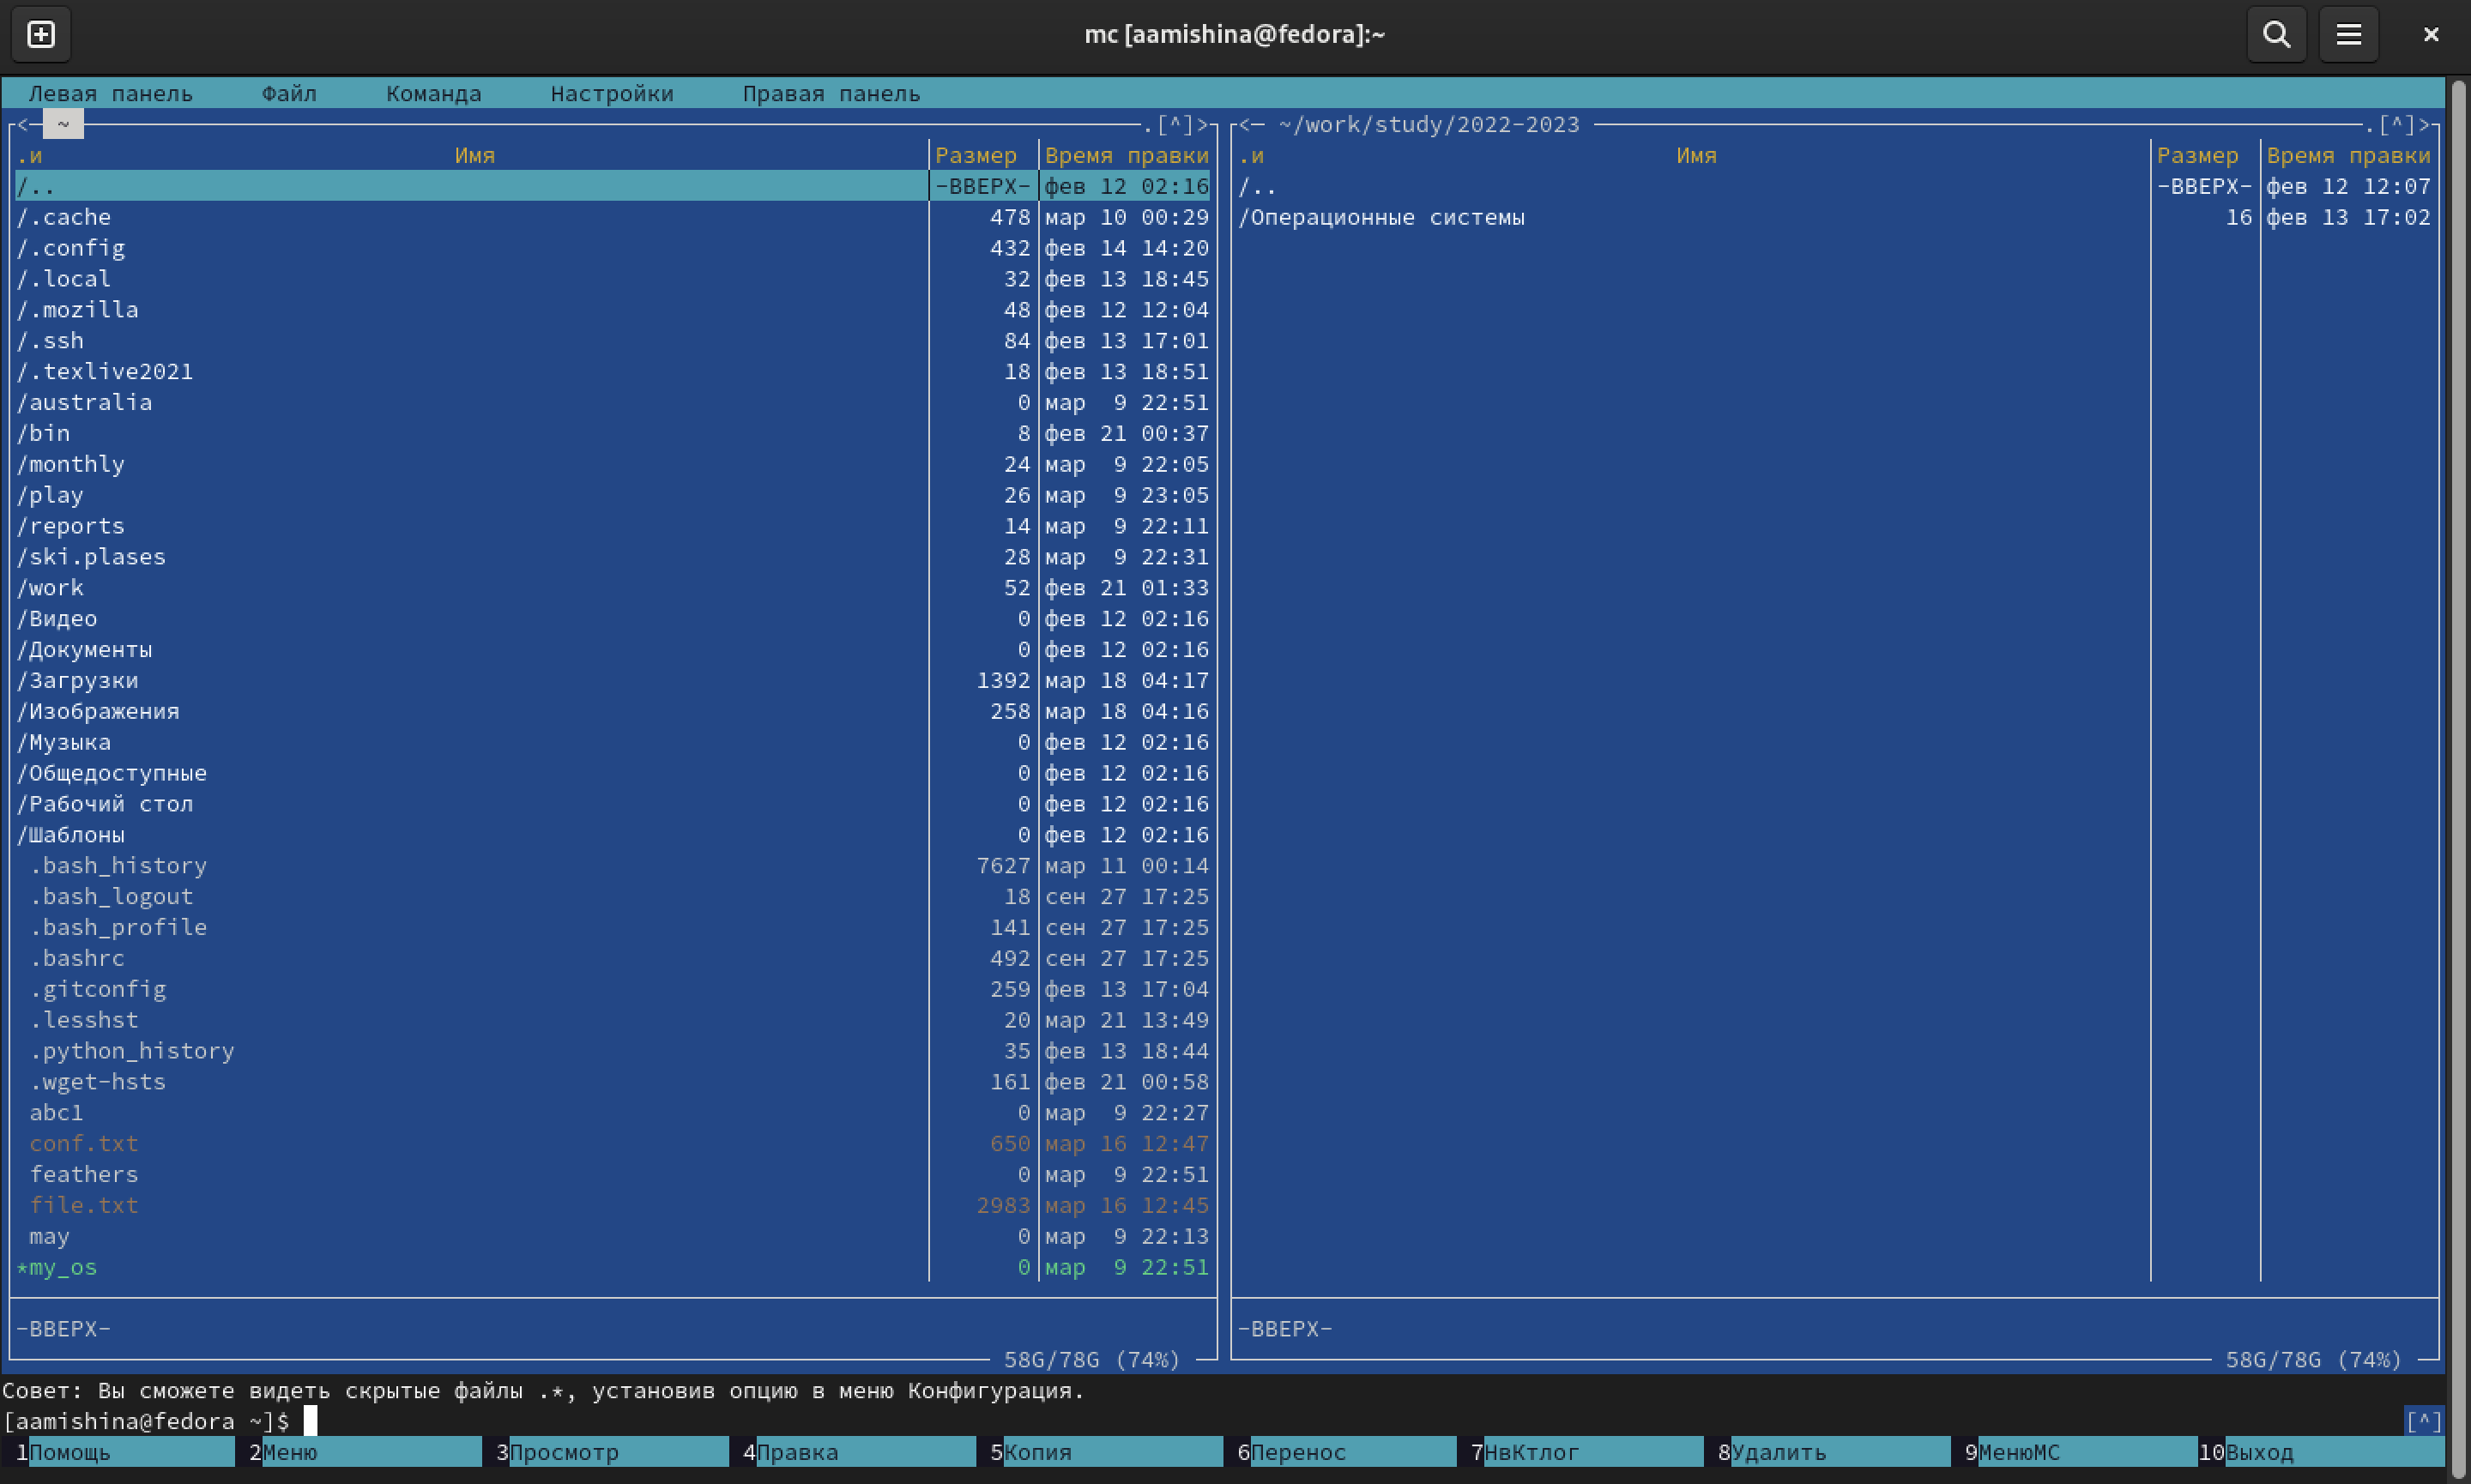 mc [aamishina@fedora]:~
Левая панель Файл Команда Настройки Правая панель
<─ ~ .[^]> <─ ~/work/study/2022-2023 .[^]>
.и Имя Размер Время правки .и Имя Размер Время правки
/.. -ВВЕРХ- фев 12 02:16 /.. -ВВЕРХ- фев 12 12:07
/.cache 478 мар 10 00:29 /Операционные системы 16 фев 13 17:02
/.config 432 фев 14 14:20
/.local 32 фев 13 18:45
/.mozilla 48 фев 12 12:04
/.ssh 84 фев 13 17:01
/.texlive2021 18 фев 13 18:51
/australia 0 мар 9 22:51
/bin 8 фев 21 00:37
/monthly 24 мар 9 22:05
/play 26 мар 9 23:05
/reports 14 мар 9 22:11
/ski.plases 28 мар 9 22:31
/work 52 фев 21 01:33
/Видео 0 фев 12 02:16
/Документы 0 фев 12 02:16
/Загрузки 1392 мар 18 04:17
/Изображения 258 мар 18 04:16
/Музыка 0 фев 12 02:16
/Общедоступные 0 фев 12 02:16
/Рабочий стол 0 фев 12 02:16
/Шаблоны 0 фев 12 02:16
.bash_history 7627 мар 11 00:14
.bash_logout 18 сен 27 17:25
.bash_profile 141 сен 27 17:25
.bashrc 492 сен 27 17:25
.gitconfig 259 фев 13 17:04
.lesshst 20 мар 21 13:49
.python_history 35 фев 13 18:44
.wget-hsts 161 фев 21 00:58
abc1 0 мар 9 22:27
conf.txt 650 мар 16 12:47
feathers 0 мар 9 22:51
file.txt 2983 мар 16 12:45
may 0 мар 9 22:13
*my_os 0 мар 9 22:51
-ВВЕРХ- -ВВЕРХ-
58G/78G (74%) 58G/78G (74%)
Совет: Вы сможете видеть скрытые файлы .*, установив опцию в меню Конфигурация.
[aamishina@fedora ~]$ [^]
1Помощь 2Меню 3Просмотр 4Правка 5Копия 6Перенос 7НвКтлог 8Удалить 9МенюМС 10Выход